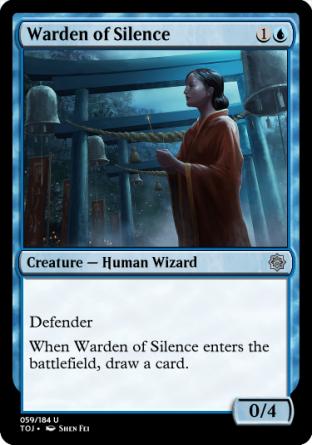 Warden of Silence 1
Creature — Human Wizard
Defender
When Warden of Silence enters the
battlefield, draw a card.
0/4
059/184 U
TOJ • Shen Fei